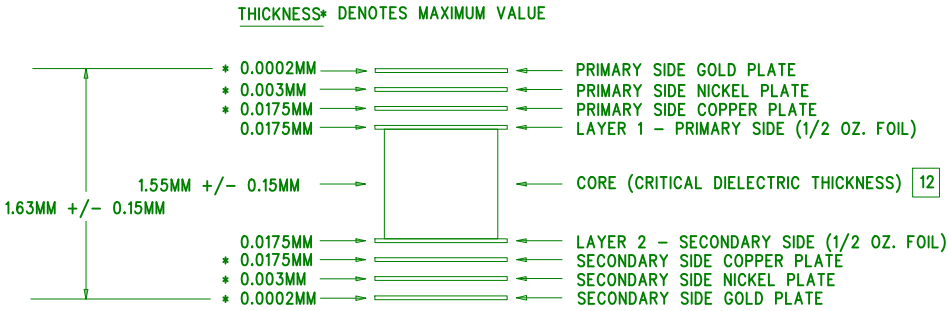 THICKNESS* DENOTES MAXIMUM VALUE
* 0.0002MM PRIMARY SIDE GOLD PLATE
* 0.003MM PRIMARY SIDE NICKEL PLATE
* 0.0175MM PRIMARY SIDE COPPER PLATE
0.0175MM LAYER 1 - PRIMARY SIDE (1/2 OZ. FOIL)
1.55MM +/- 0.15MM CORE (CRITICAL DIELECTRIC THICKNESS) 12
1.63MM +/- 0.15MM
0.0175MM LAYER 2 - SECONDARY SIDE (1/2 OZ. FOIL)
* 0.0175MM SECONDARY SIDE COPPER PLATE
* 0.003MM SECONDARY SIDE NICKEL PLATE
* 0.0002MM SECONDARY SIDE GOLD PLATE